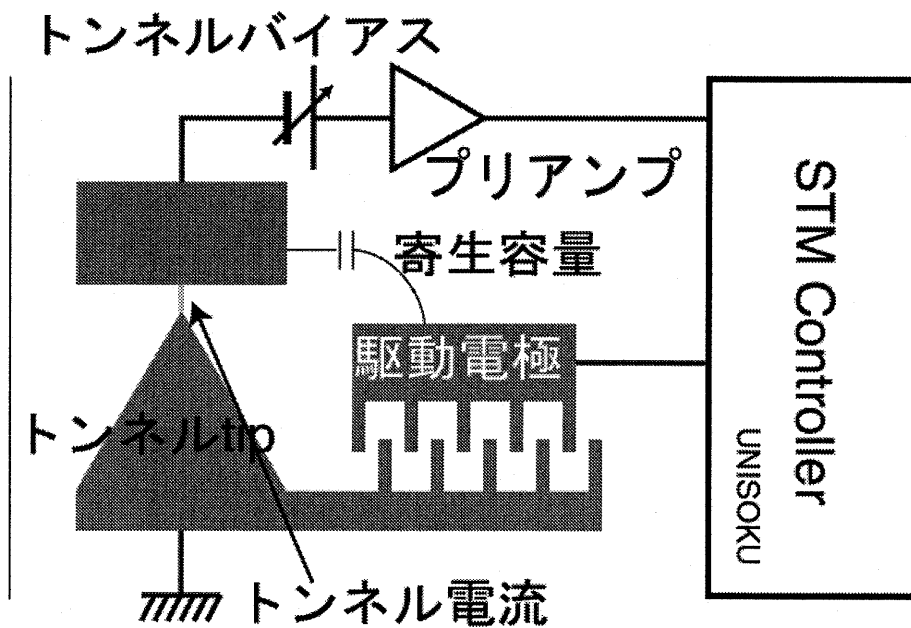 トンネルバイアス
プリアンプ
寄生容量
駆動電極
トンネルtip
トンネル電流
STM Controller
UNISOKU